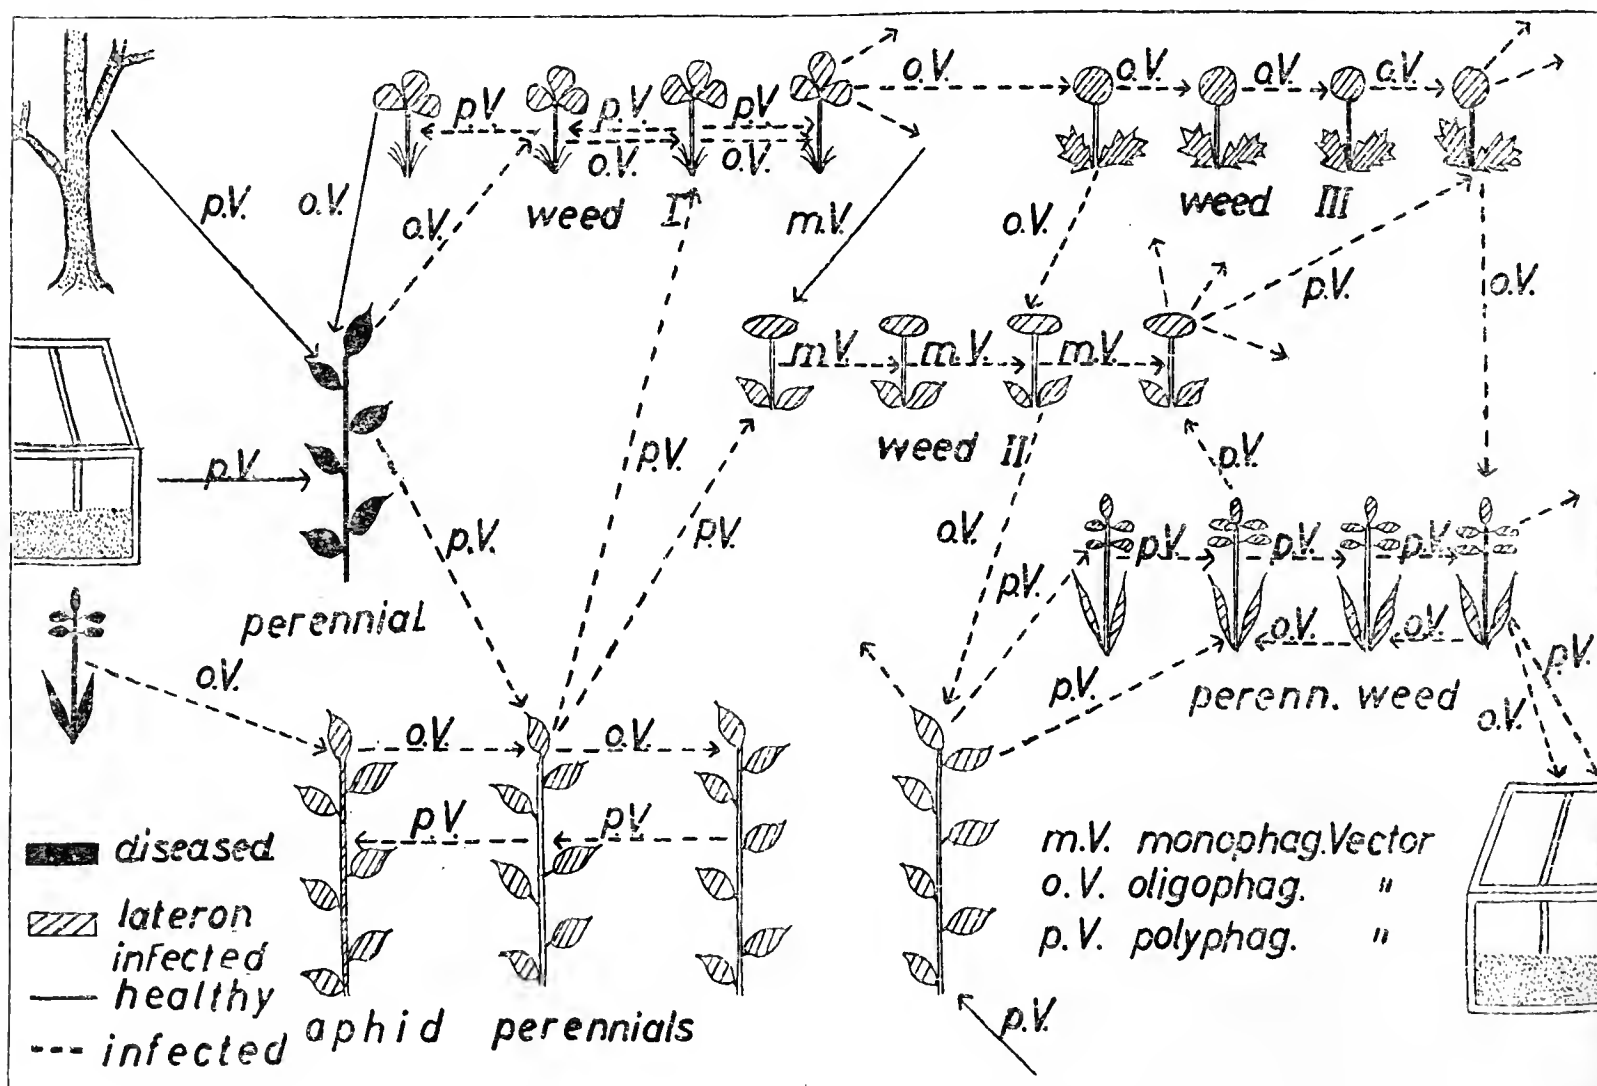 o.V. o.V. o.V. o.V.
p.V. p.V. p.V.
o.V. o.V.
p.V. o.V. o.V. weed I m.V. o.V. weed III
p.V. o.V.
m.V. m.V. m.V.
weed II
p.V. p.V. p.V.
p.V. p.V. o.V. p.V. p.V. p.V.
p.V.
perennial o.V. o.V.
o.V. p.V. perenn. weed p.V.
o.V. o.V. o.V.
p.V. p.V.
diseased
lateron
infected
healthy
infected
aphid perennials
m.V. monophag. Vector
o.V. oligophag. "
p.V. polyphag. "
p.V.